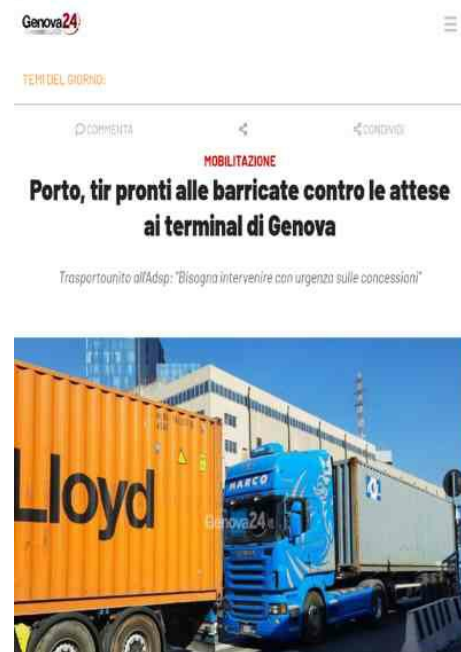 Genova24
TEMI DEL GIORNO:
COMMENTA
CONDIVIDI
MOBILITAZIONE
Porto, tir pronti alle barricate contro le attese
ai terminal di Genova
Trasportounito all'Adsp: "Bisogna intervenire con urgenza sulle concessioni"
Lloyd
MARCO
Genova24